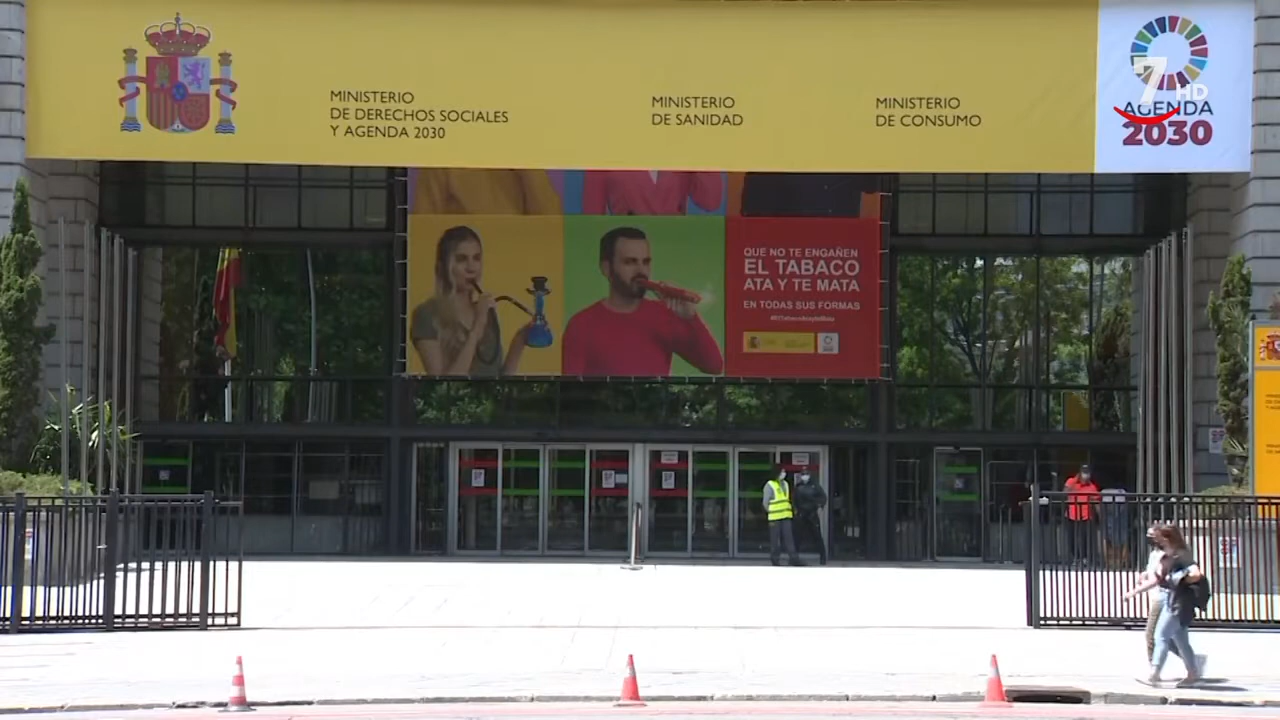 MINISTERIO
DE DERECHOS SOCIALES
Y AGENDA 2030
MINISTERIO
DE SANIDAD
MINISTERIO
DE CONSUMO
7 HD
AGENDA
2030
QUE NO TE ENGAÑEN
EL TABACO
ATA Y TE MATA
EN TODAS SUS FORMAS